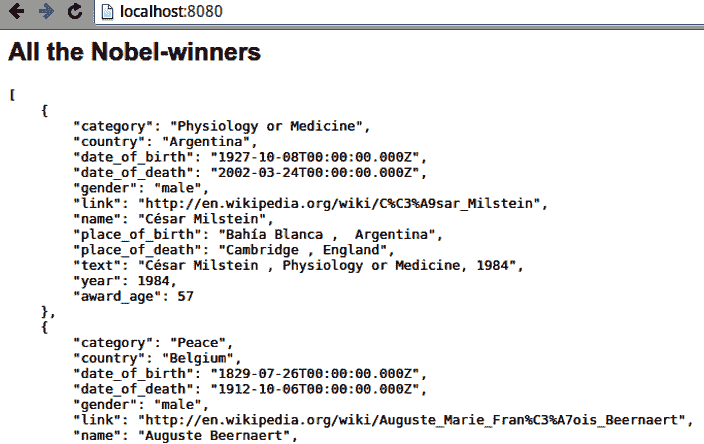 localhost:8080
All the Nobel-winners
[
    {
        "category": "Physiology or Medicine",
        "country": "Argentina",
        "date_of_birth": "1927-10-08T00:00:00.000Z",
        "date_of_death": "2002-03-24T00:00:00.000Z",
        "gender": "male",
        "link": "http://en.wikipedia.org/wiki/C%C3%A9sar_Milstein",
        "name": "César Milstein",
        "place_of_birth": "Bahía Blanca ,  Argentina",
        "place_of_death": "Cambridge , England",
        "text": "César Milstein , Physiology or Medicine, 1984",
        "year": 1984,
        "award_age": 57
    },
    {
        "category": "Peace",
        "country": "Belgium",
        "date_of_birth": "1829-07-26T00:00:00.000Z",
        "date_of_death": "1912-10-06T00:00:00.000Z",
        "gender": "male",
        "link": "http://en.wikipedia.org/wiki/Auguste_Marie_Fran%C3%A7ois_Beernaert",
        "name": "Auguste Beernaert",